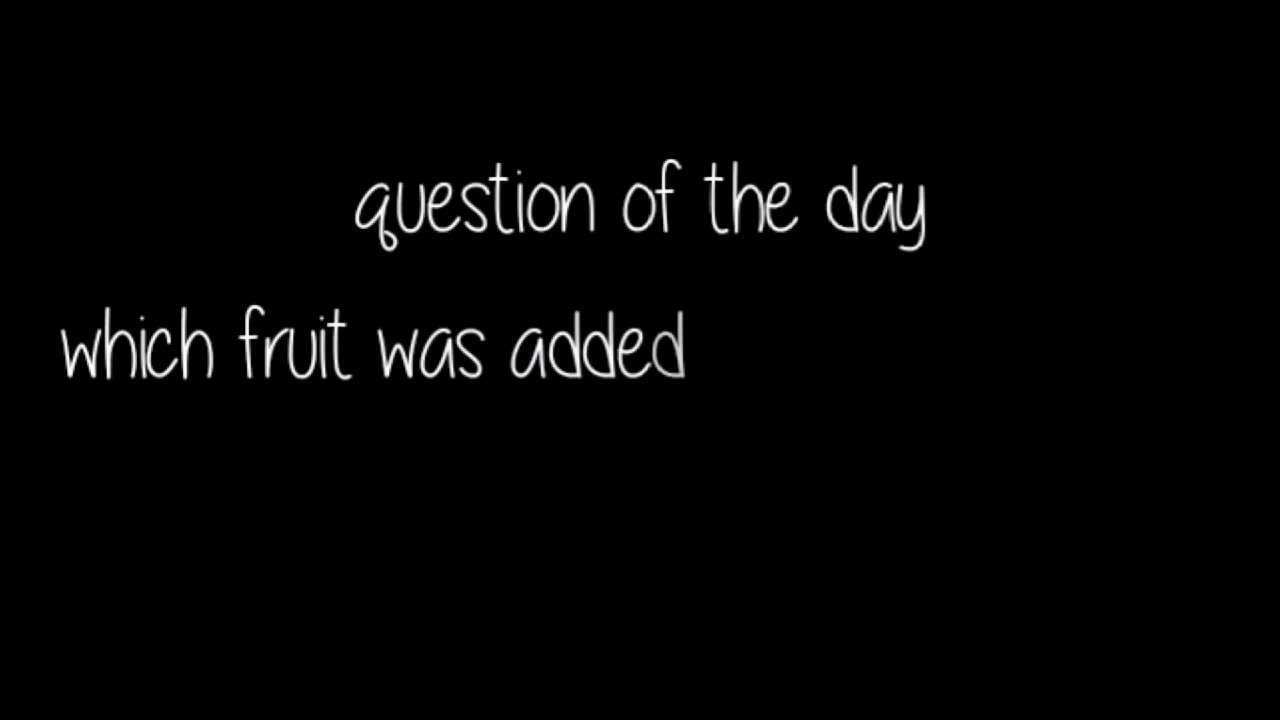 question of the day
which fruit was added